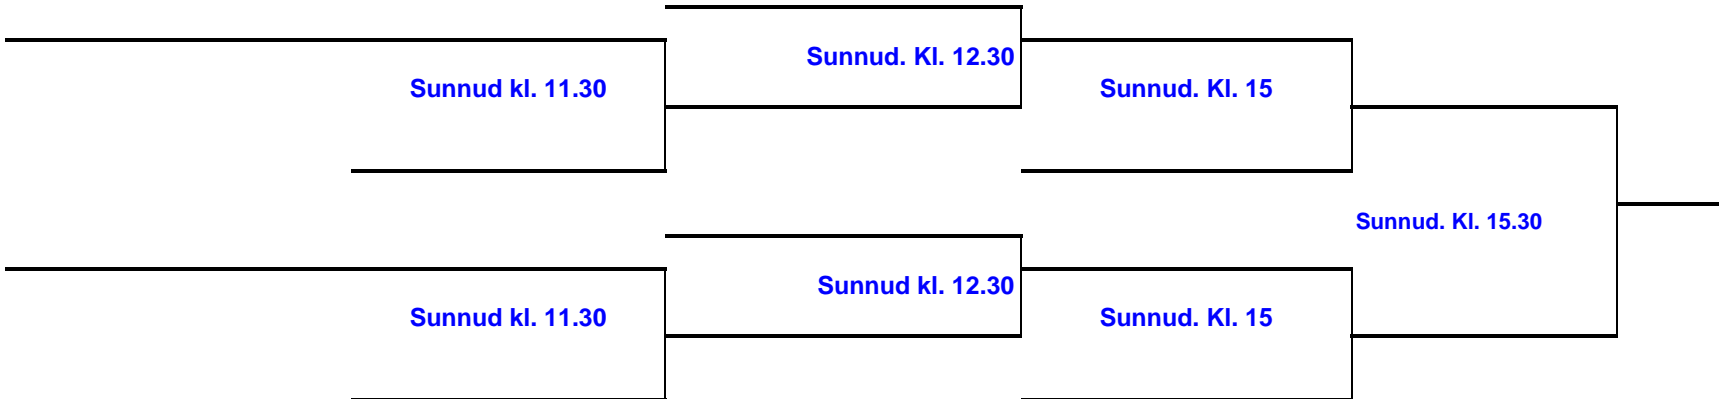 Sunnud. Kl. 12.30
Sunnud kl. 11.30
Sunnud. Kl. 15
Sunnud. Kl. 15.30
Sunnud kl. 12.30
Sunnud kl. 11.30
Sunnud. Kl. 15